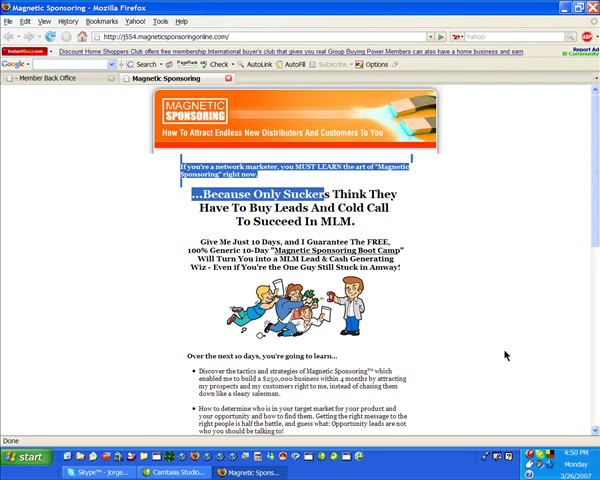 Magnetic Sponsoring - Mozilla Firefox
File Edit View History Bookmarks Yahoo! Tools Help
http://j554.magneticsponsoringonline.com/
Yahoo
InstantBuzz.com
Discount Home Shoppers Club offers free membership International buyer's club that gives you real Group Buying Power.Members can also have a home business and earn
Report Ad
Google
Search
PageRank
Check
AutoLink
AutoFill
Subscribe
Options
- Member Back Office
Magnetic Sponsoring
MAGNETIC
SPONSORING
How To Attract Endless New Distributors And Customers To You
If you're a network marketer, you MUST LEARN the art of "Magnetic
Sponsoring" right now.
...Because Only Suckers Think They
Have To Buy Leads And Cold Call
To Succeed In MLM.
Give Me Just 10 Days, and I Guarantee The FREE,
100% Generic 10-Day "Magnetic Sponsoring Boot Camp"
Will Turn You into a MLM Lead & Cash Generating
Wiz - Even if You're the One Guy Still Stuck in Amway!
Over the next 10 days, you're going to learn...
Discover the tactics and strategies of Magnetic Sponsoring™ which
enabled me to build a $250,000 business within 4 months by attracting
my prospects and my customers right to me, instead of chasing them
down like a sleazy salesman.
How to determine who is in your target market for your product and
your opportunity and how to find them. Getting the right message to the
right people is half the battle, and guess what: Opportunity leads are not
who you should be talking to!
Done
start
4:50 PM
Monday
3/26/2007
Skype™ - jorge...
Camtasia Studio...
Magnetic Spons...